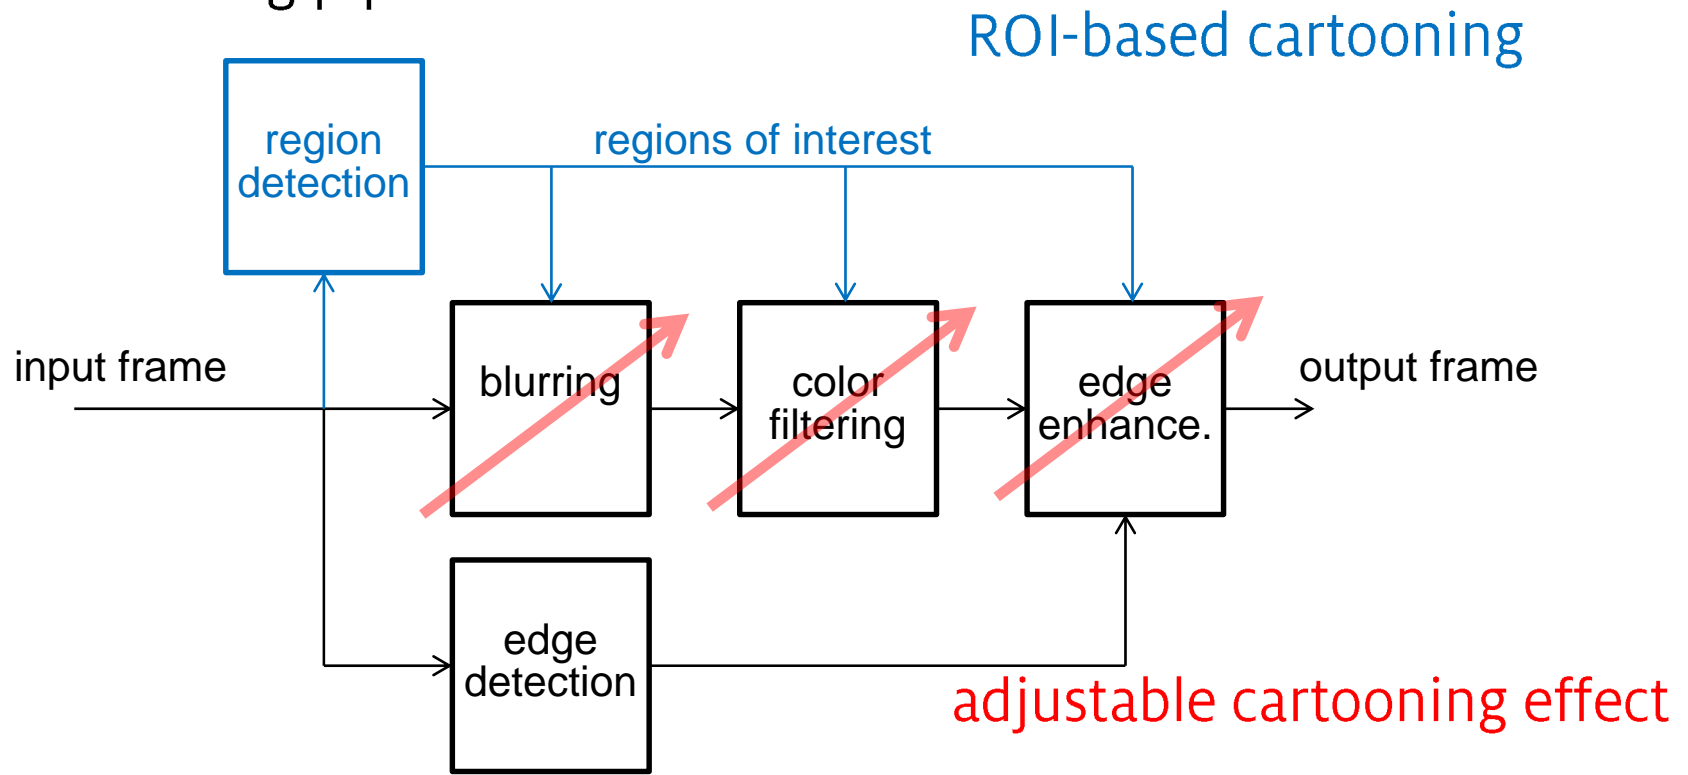 ROI-based cartooning
region
detection
regions of interest
input frame
blurring
color
filtering
edge
enhance.
output frame
edge
detection
adjustable cartooning effect